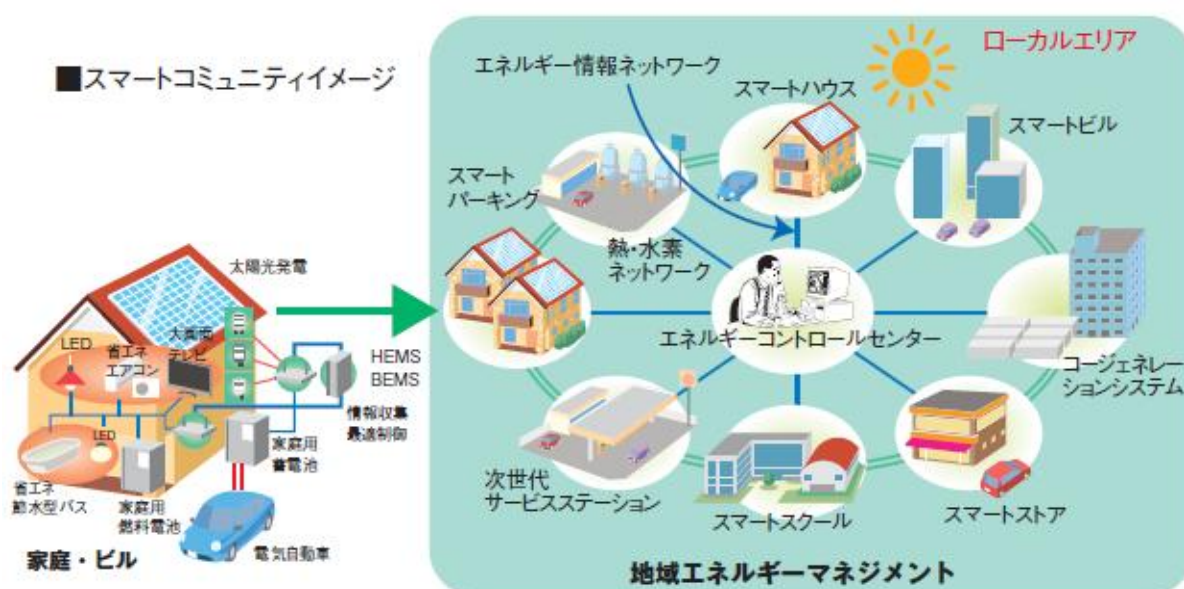 ■スマートコミュニティイメージ
ローカルエリア
エネルギー情報ネットワーク
スマートハウス
スマートビル
スマート
パーキング
熱・水素
ネットワーク
エネルギーコントロールセンター
コージェネレー
ションシステム
次世代
サービスステーション
スマートスクール
スマートストア
地域エネルギーマネジメント
太陽光発電
LED
省エネ
エアコン
大画面
テレビ
HEMS
BEMS
情報収集
最適制御
LED
家庭用
蓄電池
省エネ
節水型バス
家庭用
燃料電池
電気自動車
家庭・ビル